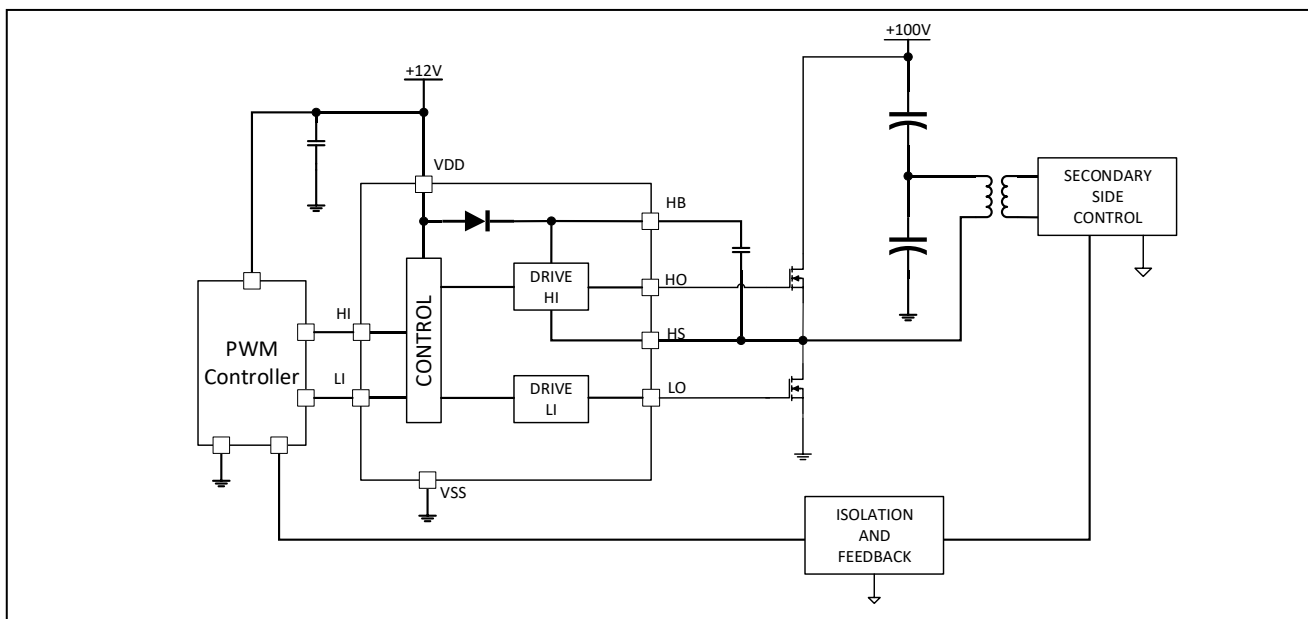 +100V
+12V
VDD
HB
SECONDARY
SIDE
CONTROL
DRIVE
HI
HO
HI
HS
PWM
Controller
CONTROL
LI
DRIVE
LI
LO
VSS
ISOLATION
AND
FEEDBACK